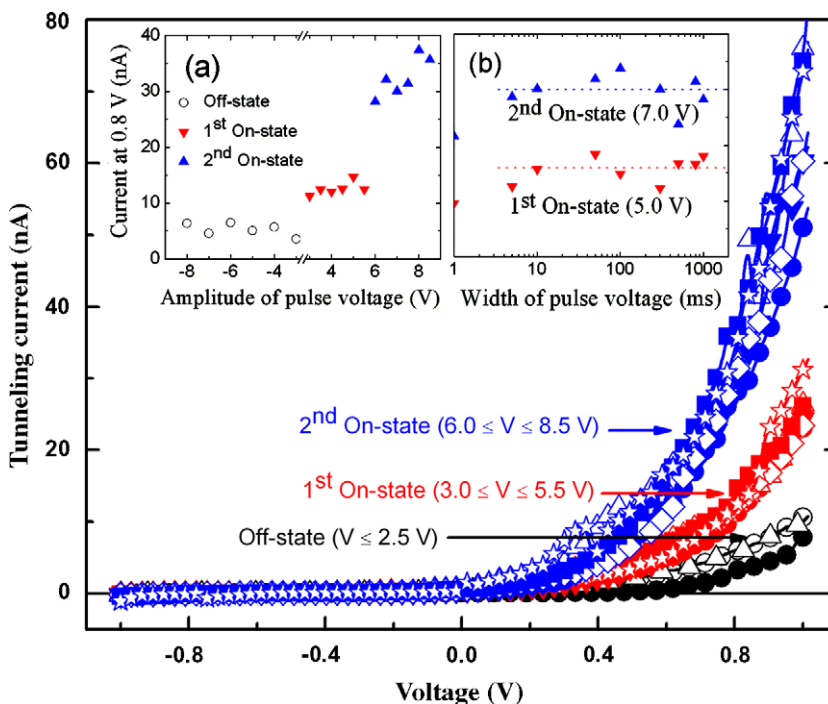 80
60
40
20
0
Tunneling current (nA)
-0.8
-0.4
0.0
0.4
0.8
Voltage (V)
(a)
40
30
20
10
0
Current at 0.8 V (nA)
Off-state
1st On-state
2nd On-state
-8
-6
-4
4
6
8
Amplitude of pulse voltage (V)
(b)
2nd On-state (7.0 V)
1st On-state (5.0 V)
1
10
100
1000
Width of pulse voltage (ms)
2nd On-state (6.0 ≤ V ≤ 8.5 V)
1st On-state (3.0 ≤ V ≤ 5.5 V)
Off-state (V ≤ 2.5 V)